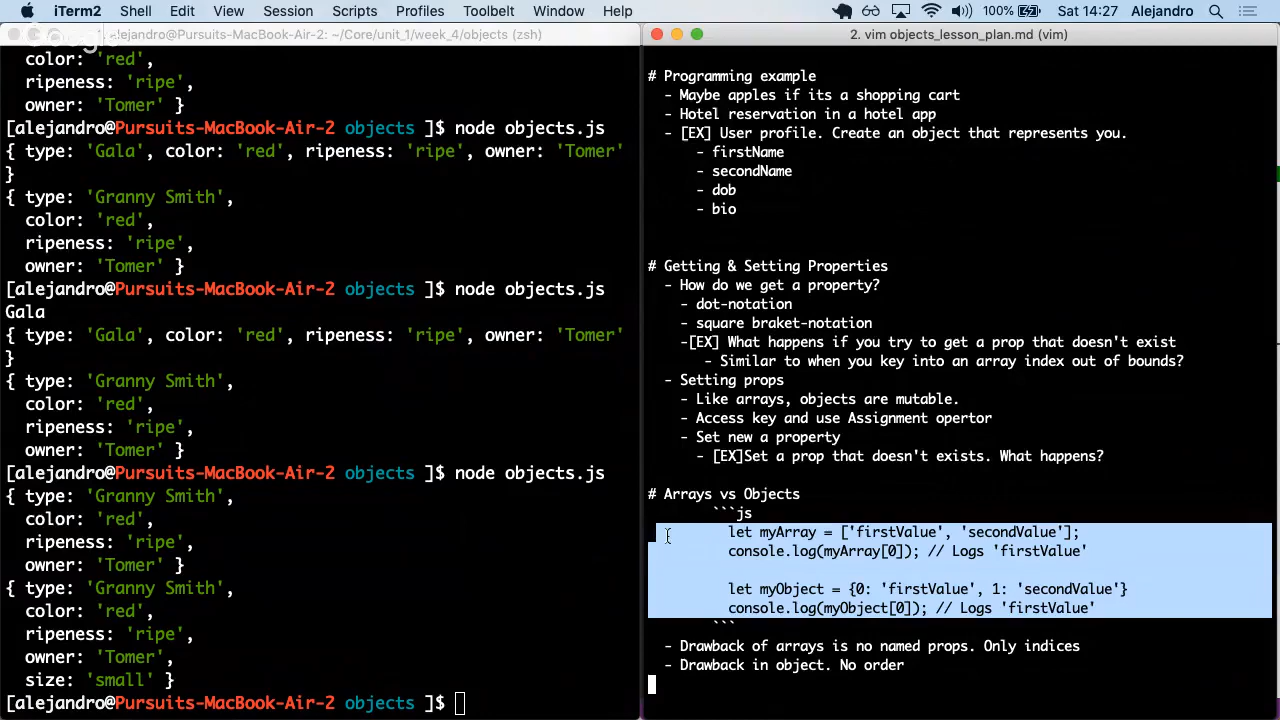 iTerm2 Shell Edit View Session Scripts Profiles Toolbelt Window Help 100% Sat 14:27 Alejandro
Google
alejandro@Pursuits-MacBook-Air-2: ~/Core/unit_1/week_4/objects (zsh)
color: 'red',
ripeness: 'ripe',
owner: 'Tomer' }
[alejandro@Pursuits-MacBook-Air-2 objects ]$ node objects.js
{ type: 'Gala', color: 'red', ripeness: 'ripe', owner: 'Tomer'
}
{ type: 'Granny Smith',
color: 'red',
ripeness: 'ripe',
owner: 'Tomer' }
[alejandro@Pursuits-MacBook-Air-2 objects ]$ node objects.js
Gala
{ type: 'Gala', color: 'red', ripeness: 'ripe', owner: 'Tomer'
}
{ type: 'Granny Smith',
color: 'red',
ripeness: 'ripe',
owner: 'Tomer' }
[alejandro@Pursuits-MacBook-Air-2 objects ]$ node objects.js
{ type: 'Granny Smith',
color: 'red',
ripeness: 'ripe',
owner: 'Tomer' }
{ type: 'Granny Smith',
color: 'red',
ripeness: 'ripe',
owner: 'Tomer',
size: 'small' }
[alejandro@Pursuits-MacBook-Air-2 objects ]$
2. vim objects_lesson_plan.md (vim)
# Programming example
- Maybe apples if its a shopping cart
- Hotel reservation in a hotel app
- [EX] User profile. Create an object that represents you.
- firstName
- secondName
- dob
- bio
# Getting & Setting Properties
- How do we get a property?
- dot-notation
- square braket-notation
-[EX] What happens if you try to get a prop that doesn't exist
- Similar to when you key into an array index out of bounds?
- Setting props
- Like arrays, objects are mutable.
- Access key and use Assignment opertor
- Set new a property
- [EX]Set a prop that doesn't exists. What happens?
# Arrays vs Objects
```js
let myArray = ['firstValue', 'secondValue'];
console.log(myArray[0]); // Logs 'firstValue'
let myObject = {0: 'firstValue', 1: 'secondValue'}
console.log(myObject[0]); // Logs 'firstValue'
```
- Drawback of arrays is no named props. Only indices
- Drawback in object. No order